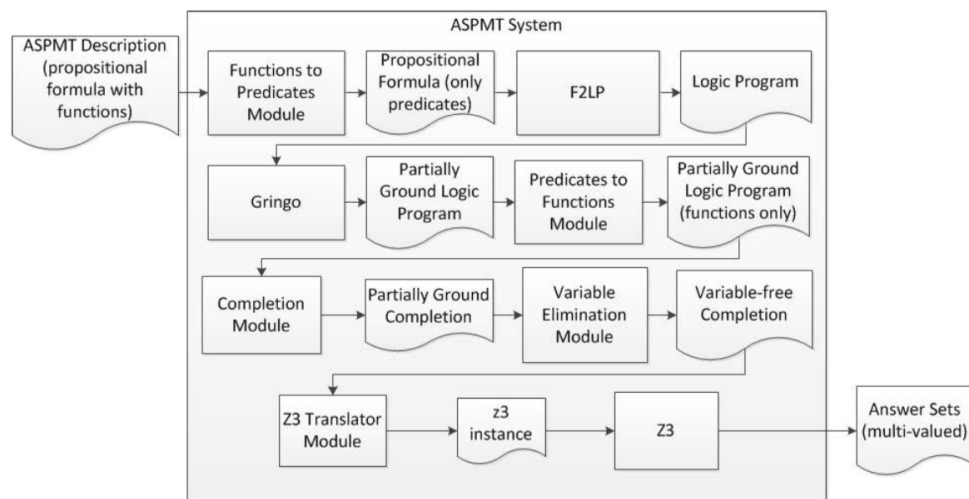 ASPMT System
ASPMT Description
(propositional
formula with
functions)
Functions to
Predicates
Module
Propositional
Formula (only
predicates)
F2LP
Logic Program
Gringo
Partially
Ground Logic
Program
Predicates to
Functions
Module
Partially Ground
Logic Program
(functions only)
Completion
Module
Partially Ground
Completion
Variable
Elimination
Module
Variable-free
Completion
Z3 Translator
Module
z3
instance
Z3
Answer Sets
(multi-valued)